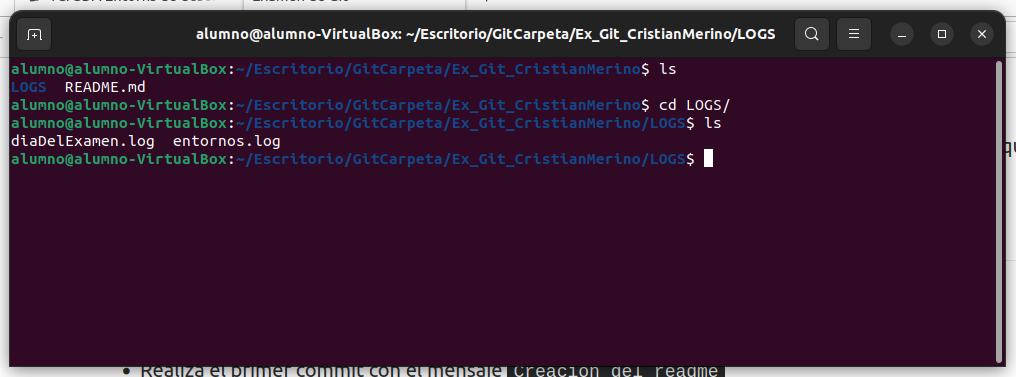 alumno@alumno-VirtualBox: ~/Escritorio/GitCarpeta/Ex_Git_CristianMerino/LOGS
alumno@alumno-VirtualBox:~/Escritorio/GitCarpeta/Ex_Git_CristianMerino$ ls
LOGS  README.md
alumno@alumno-VirtualBox:~/Escritorio/GitCarpeta/Ex_Git_CristianMerino$ cd LOGS/
alumno@alumno-VirtualBox:~/Escritorio/GitCarpeta/Ex_Git_CristianMerino/LOGS$ ls
diaDelExamen.log  entornos.log
alumno@alumno-VirtualBox:~/Escritorio/GitCarpeta/Ex_Git_CristianMerino/LOGS$
qu
• Realiza el primer commit con el mensaje Creacion del readme